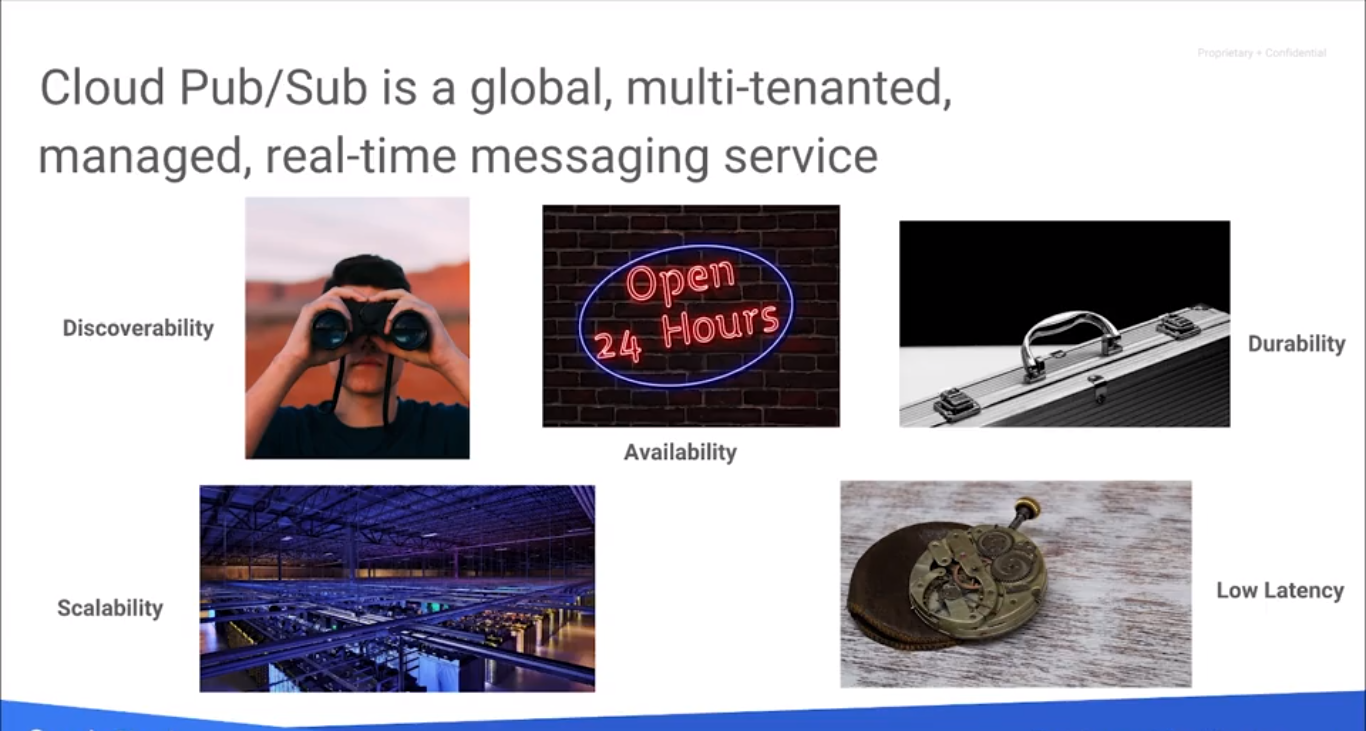 Proprietary + Confidential
Cloud Pub/Sub is a global, multi-tenanted,
managed, real-time messaging service
Discoverability
Open
24 Hours
Availability
Durability
Scalability
Low Latency